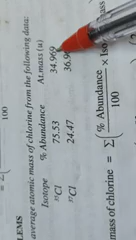 100
LEMS
average atomic mass of chlorine from the following data:
Isotope % Abundance At.mass (u)
³⁵Cl 75.53 34.969
³⁷Cl 24.47 36.96
mass of chlorine = Σ[(% Abundance ×
100